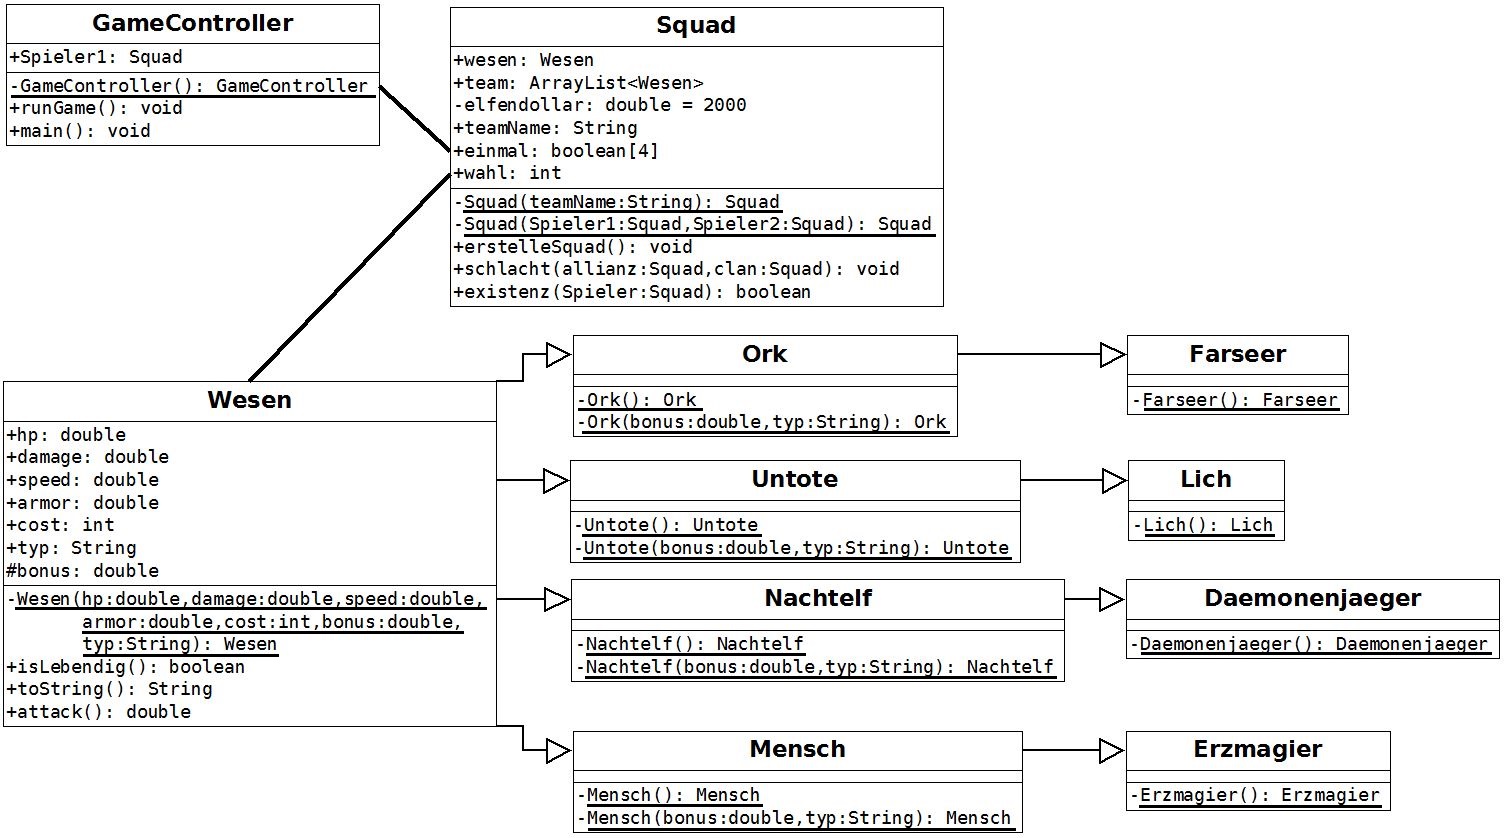 GameController
+Spieler1: Squad
-GameController(): GameController
+runGame(): void
+main(): void
Squad
+wesen: Wesen
+team: ArrayList<Wesen>
-elfendollar: double = 2000
+teamName: String
+einmal: boolean[4]
+wahl: int
-Squad(teamName:String): Squad
-Squad(Spieler1:Squad,Spieler2:Squad): Squad
+erstelleSquad(): void
+schlacht(allianz:Squad,clan:Squad): void
+existenz(Spieler:Squad): boolean
Wesen
+hp: double
+damage: double
+speed: double
+armor: double
+cost: int
+typ: String
#bonus: double
-Wesen(hp:double,damage:double,speed:double,
armor:double,cost:int,bonus:double,
typ:String): Wesen
+isLebendig(): boolean
+toString(): String
+attack(): double
Ork
-Ork(): Ork
-Ork(bonus:double,typ:String): Ork
Farseer
-Farseer(): Farseer
Untote
-Untote(): Untote
-Untote(bonus:double,typ:String): Untote
Lich
-Lich(): Lich
Nachtelf
-Nachtelf(): Nachtelf
-Nachtelf(bonus:double,typ:String): Nachtelf
Daemonenjaeger
-Daemonenjaeger(): Daemonenjaeger
Mensch
-Mensch(): Mensch
-Mensch(bonus:double,typ:String): Mensch
Erzmagier
-Erzmagier(): Erzmagier